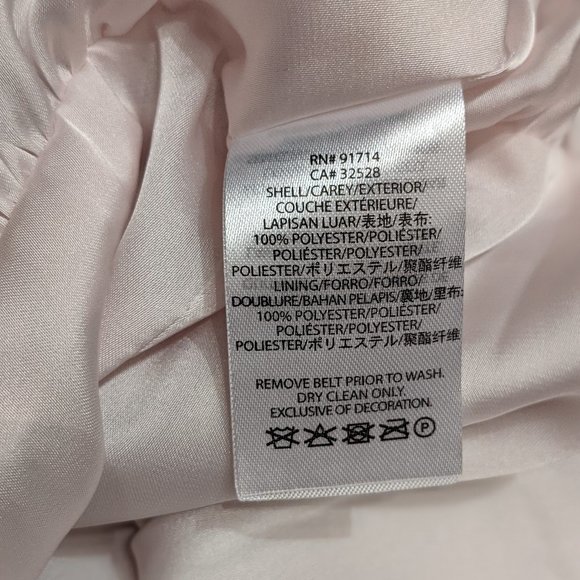 RN# 91714
CA# 32528
SHELL/CAREY/EXTERIOR/
COUCHE EXTÉRIEURE/
LAPISAN LUAR/表地/表布:
100% POLYESTER/POLIÉSTER/
POLIÉSTER/POLYESTER/
POLIESTER/ポリエステル/聚酯纤维
LINING/FORRO/FORRO/
DOUBLURE/BAHAN PELAPIS/裏地/里布:
100% POLYESTER/POLIÉSTER/
POLIÉSTER/POLYESTER/
POLIESTER/ポリエステル/聚酯纤维
REMOVE BELT PRIOR TO WASH.
DRY CLEAN ONLY.
EXCLUSIVE OF DECORATION.
P